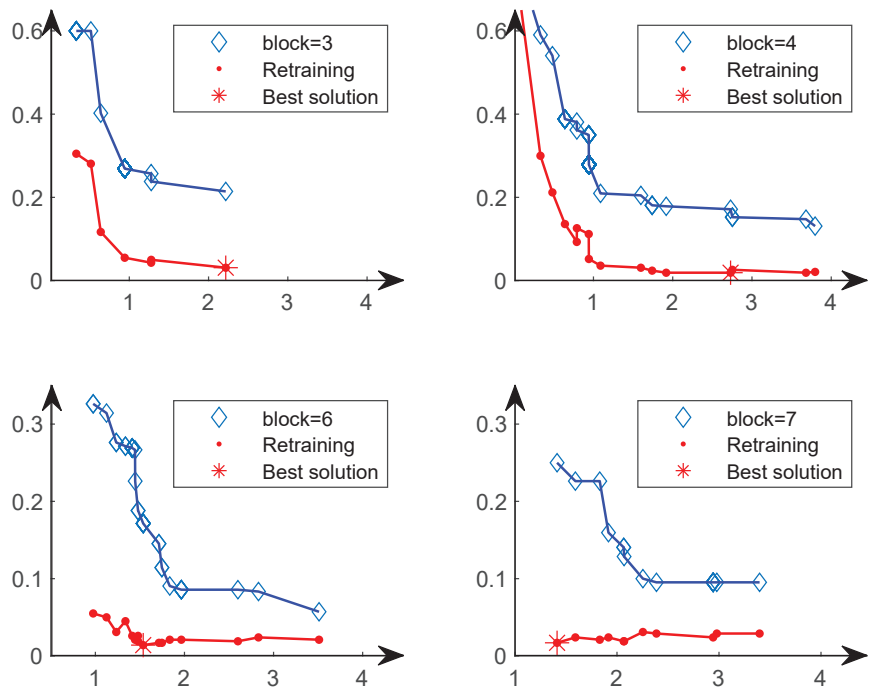 0.6
0.4
0.2
0
1
2
3
4
block=3
Retraining
Best solution
0.6
0.4
0.2
0
1
2
3
4
block=4
Retraining
Best solution
0.3
0.2
0.1
0
1
2
3
4
block=6
Retraining
Best solution
0.3
0.2
0.1
0
1
2
3
4
block=7
Retraining
Best solution